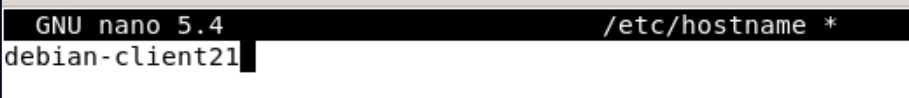 GNU nano 5.4 /etc/hostname *
debian-client21